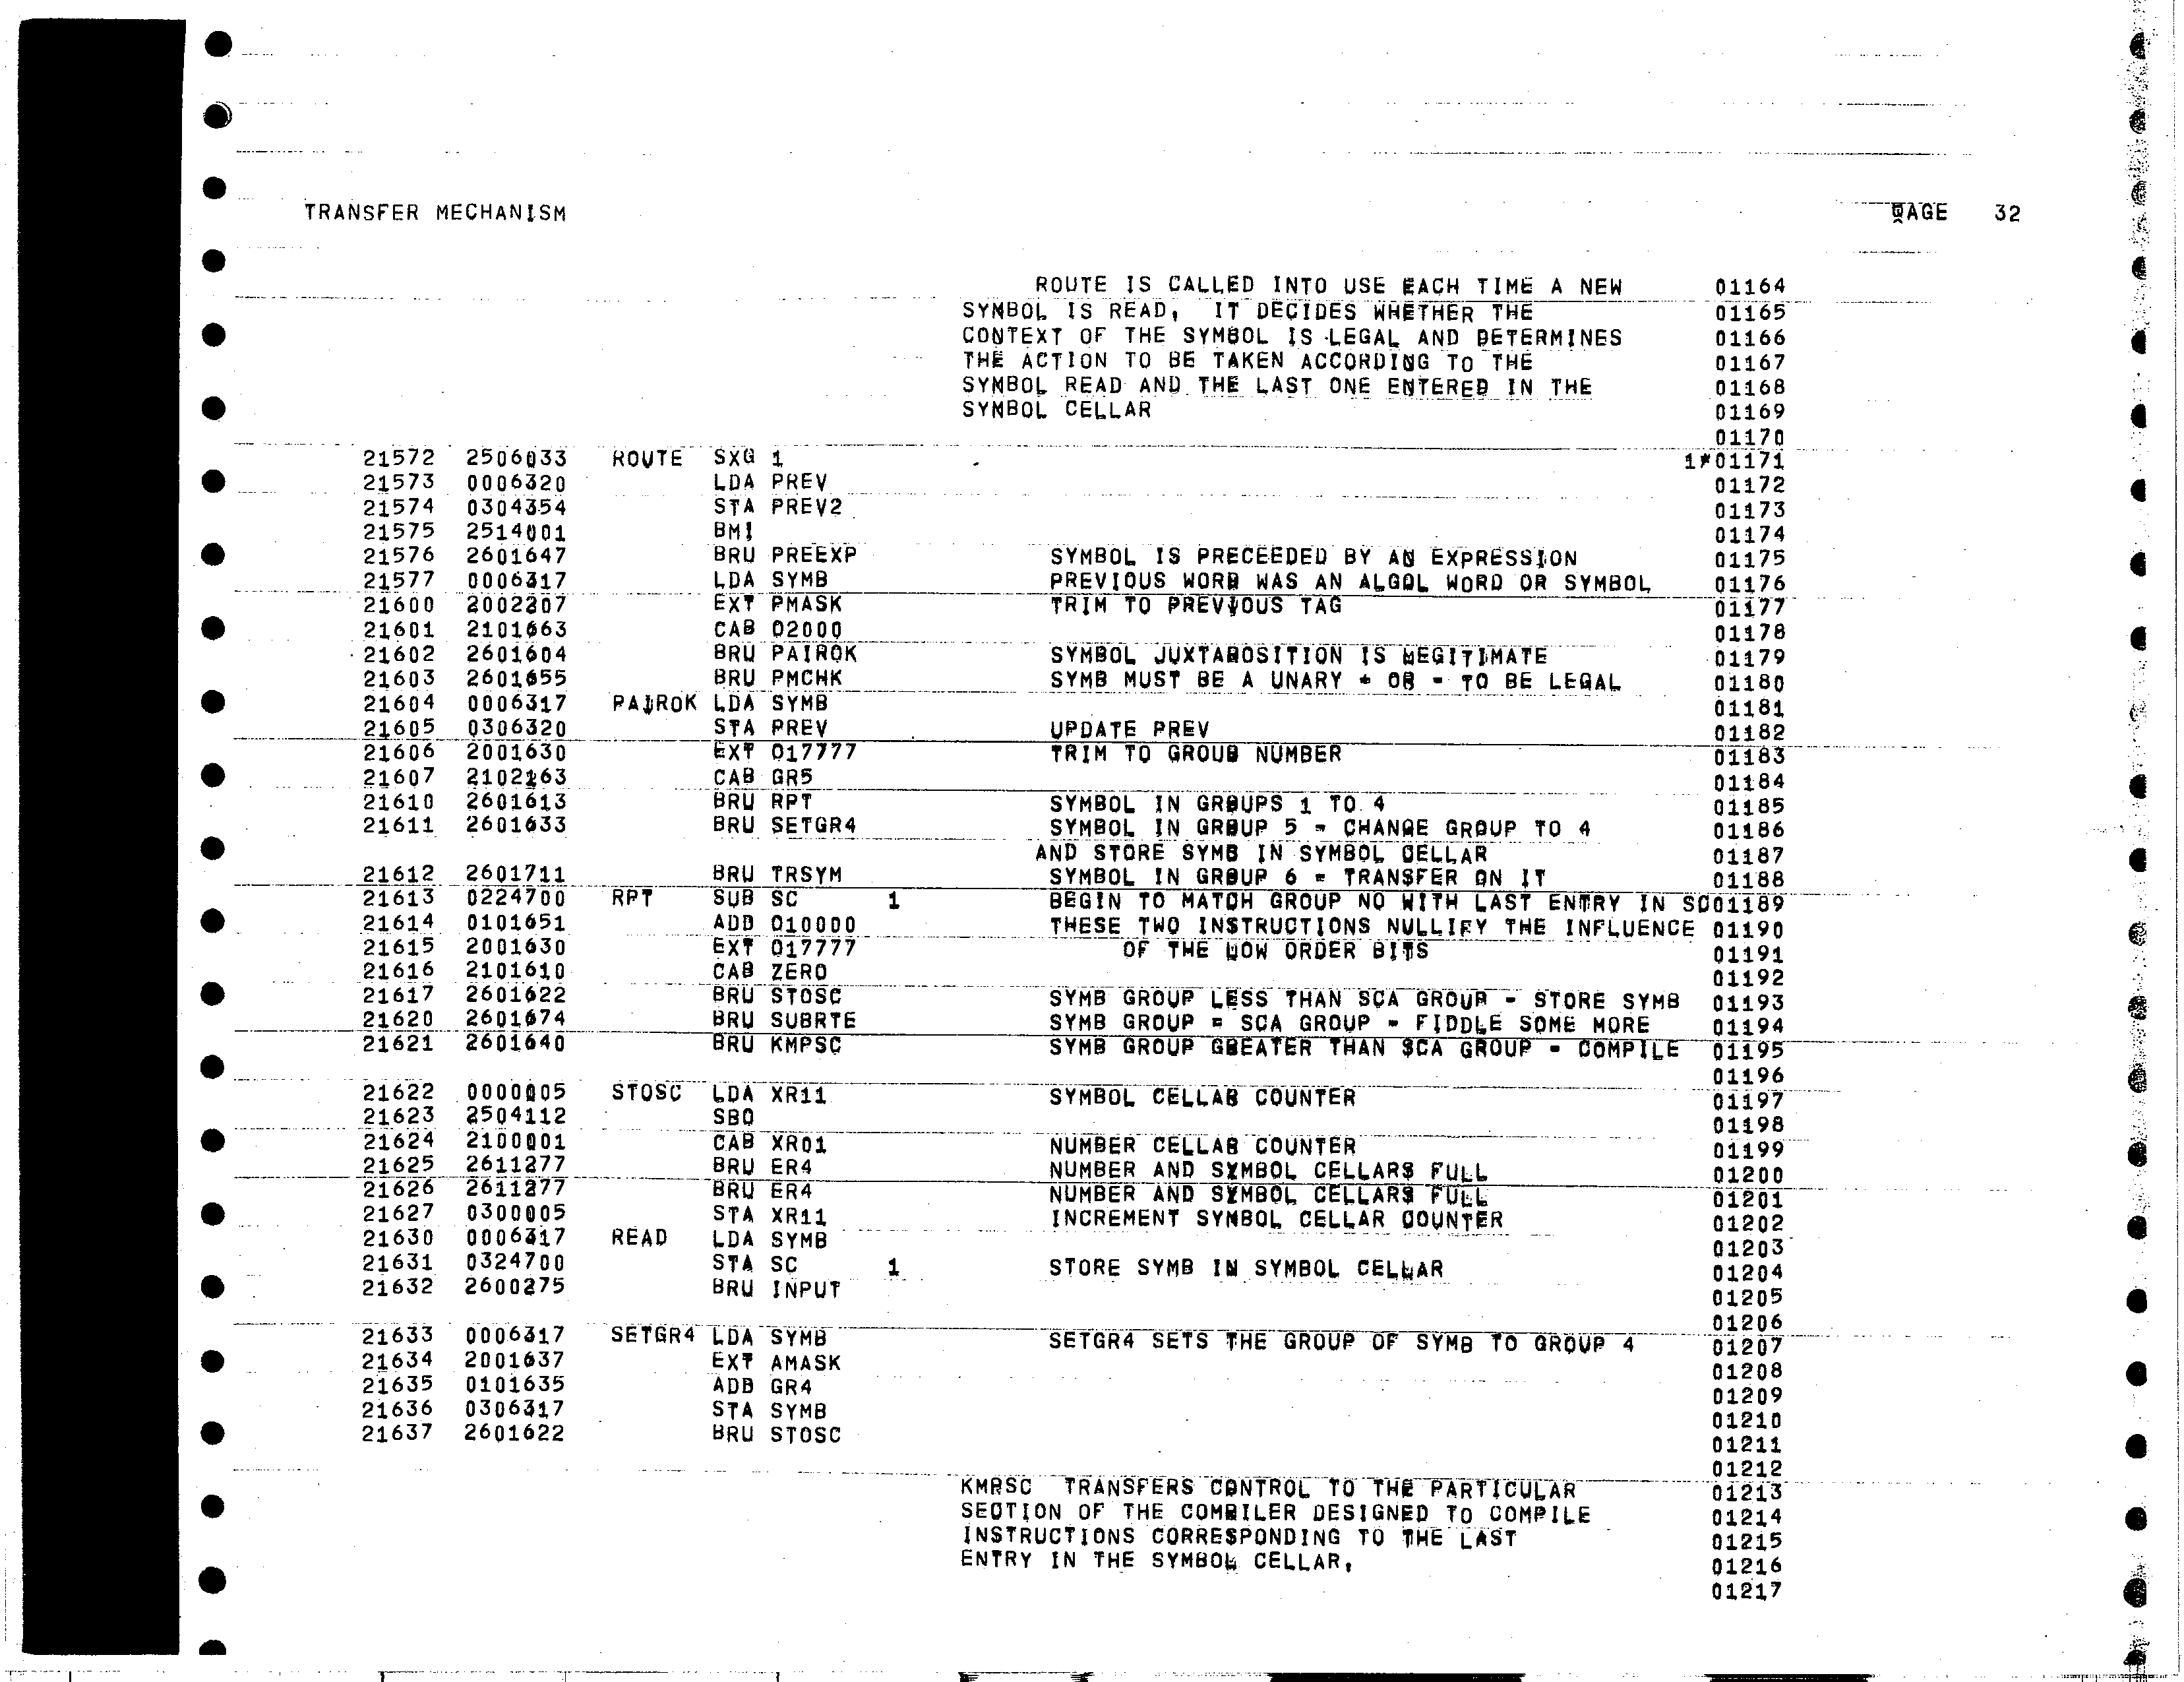 TRANSFER MECHANISM PAGE 32
ROUTE IS CALLED INTO USE EACH TIME A NEW 01164
SYMBOL IS READ, IT DECIDES WHETHER THE 01165
CONTEXT OF THE SYMBOL IS LEGAL AND DETERMINES 01166
THE ACTION TO BE TAKEN ACCORDING TO THE 01167
SYMBOL READ AND THE LAST ONE ENTERED IN THE 01168
SYMBOL CELLAR 01169
01170
21572 2506033 ROUTE SXG 1 1*01171
21573 0006320 LDA PREV 01172
21574 0304354 STA PREV2 01173
21575 2514001 BMI 01174
21576 2601647 BRU PREEXP SYMBOL IS PRECEEDED BY AN EXPRESSION 01175
21577 0006317 LDA SYMB PREVIOUS WORD WAS AN ALGOL WORD OR SYMBOL 01176
21600 2002207 EXT PMASK TRIM TO PREVIOUS TAG 01177
21601 2101663 CAB O2000 01178
21602 2601604 BRU PAIROK SYMBOL JUXTAPOSITION IS LEGITIMATE 01179
21603 2601655 BRU PMCHK SYMB MUST BE A UNARY + OR - TO BE LEGAL 01180
21604 0006317 PAIROK LDA SYMB 01181
21605 0306320 STA PREV UPDATE PREV 01182
21606 2001630 EXT O17777 TRIM TO GROUP NUMBER 01183
21607 2102163 CAB GR5 01184
21610 2601613 BRU RPT SYMBOL IN GROUPS 1 TO 4 01185
21611 2601633 BRU SETGR4 SYMBOL IN GROUP 5 - CHANGE GROUP TO 4 01186
AND STORE SYMB IN SYMBOL CELLAR 01187
21612 2601711 BRU TRSYM SYMBOL IN GROUP 6 = TRANSFER ON IT 01188
21613 0224700 RPT SUB SC 1 BEGIN TO MATCH GROUP NO WITH LAST ENTRY IN SC01189
21614 0101651 ADD O10000 THESE TWO INSTRUCTIONS NULLIFY THE INFLUENCE 01190
21615 2001630 EXT O17777 OF THE LOW ORDER BITS 01191
21616 2101610 CAB ZERO 01192
21617 2601622 BRU STOSC SYMB GROUP LESS THAN SCA GROUP - STORE SYMB 01193
21620 2601674 BRU SUBRTE SYMB GROUP = SCA GROUP - FIDDLE SOME MORE 01194
21621 2601640 BRU KMPSC SYMB GROUP GREATER THAN SCA GROUP - COMPILE 01195
01196
21622 0000005 STOSC LDA XR11 SYMBOL CELLAR COUNTER 01197
21623 2504112 SBO 01198
21624 2100001 CAB XR01 NUMBER CELLAR COUNTER 01199
21625 2611277 BRU ER4 NUMBER AND SYMBOL CELLARS FULL 01200
21626 2611277 BRU ER4 NUMBER AND SYMBOL CELLARS FULL 01201
21627 0300005 STA XR11 INCREMENT SYMBOL CELLAR COUNTER 01202
21630 0006317 READ LDA SYMB 01203
21631 0324700 STA SC 1 STORE SYMB IN SYMBOL CELLAR 01204
21632 2600275 BRU INPUT 01205
01206
21633 0006317 SETGR4 LDA SYMB SETGR4 SETS THE GROUP OF SYMB TO GROUP 4 01207
21634 2001637 EXT AMASK 01208
21635 0101635 ADD GR4 01209
21636 0306317 STA SYMB 01210
21637 2601622 BRU STOSC 01211
01212
KMPSC TRANSFERS CONTROL TO THE PARTICULAR 01213
SECTION OF THE COMPILER DESIGNED TO COMPILE 01214
INSTRUCTIONS CORRESPONDING TO THE LAST 01215
ENTRY IN THE SYMBOL CELLAR, 01216
01217